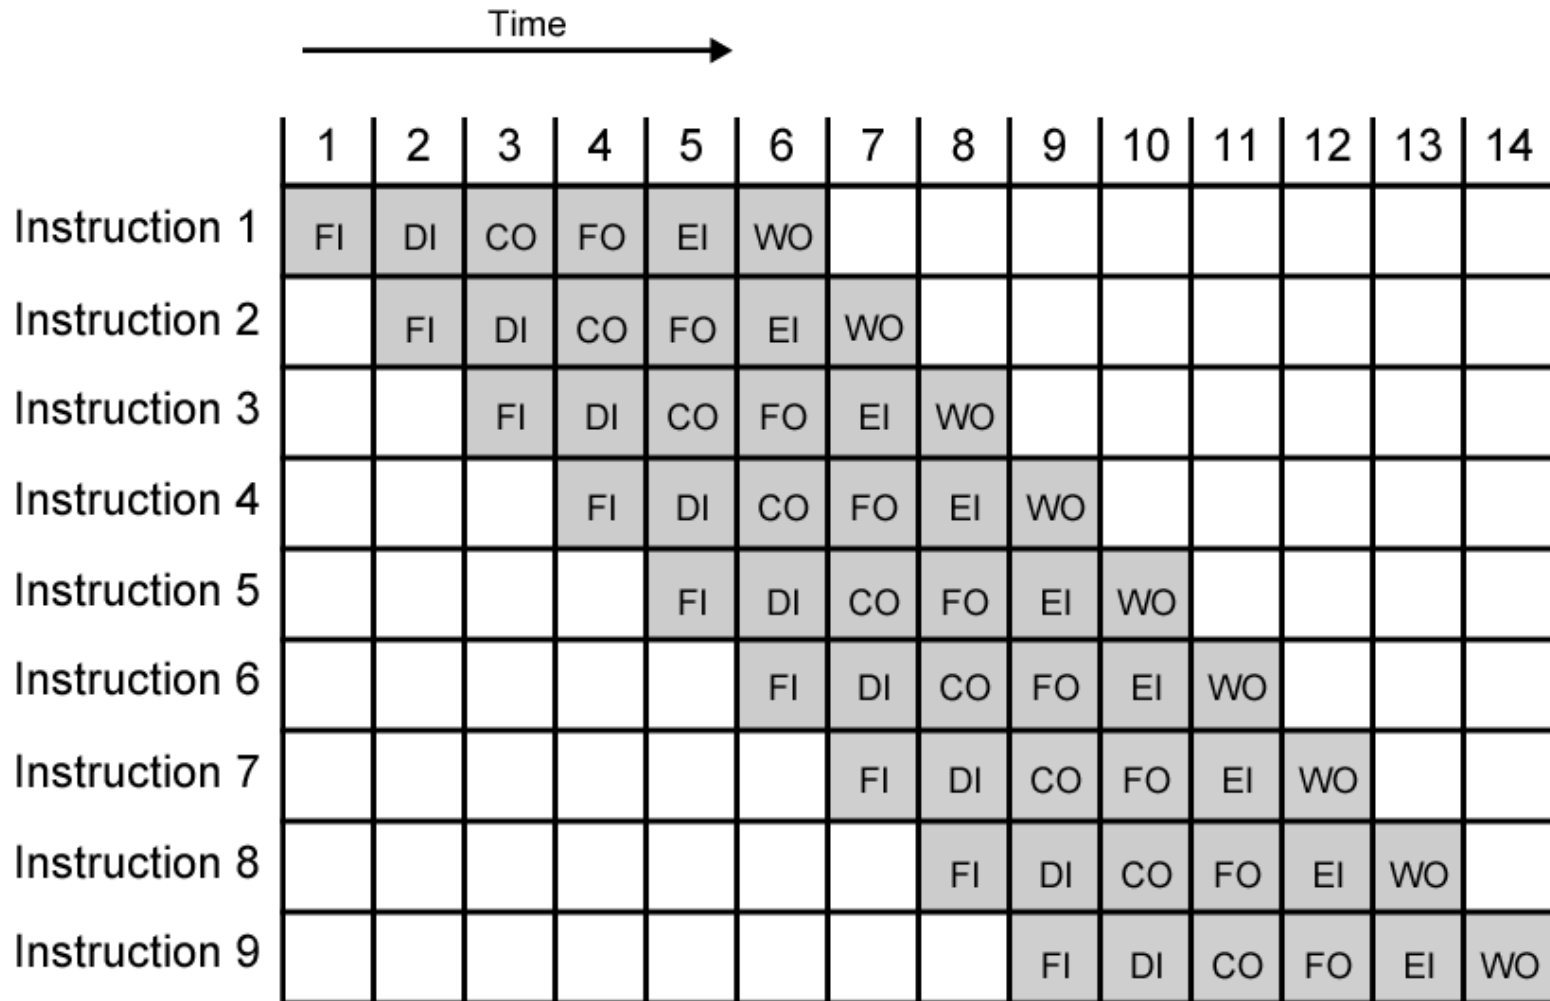 Time
1 2 3 4 5 6 7 8 9 10 11 12 13 14
Instruction 1 FI DI CO FO EI WO
Instruction 2 FI DI CO FO EI WO
Instruction 3 FI DI CO FO EI WO
Instruction 4 FI DI CO FO EI WO
Instruction 5 FI DI CO FO EI WO
Instruction 6 FI DI CO FO EI WO
Instruction 7 FI DI CO FO EI WO
Instruction 8 FI DI CO FO EI WO
Instruction 9 FI DI CO FO EI WO